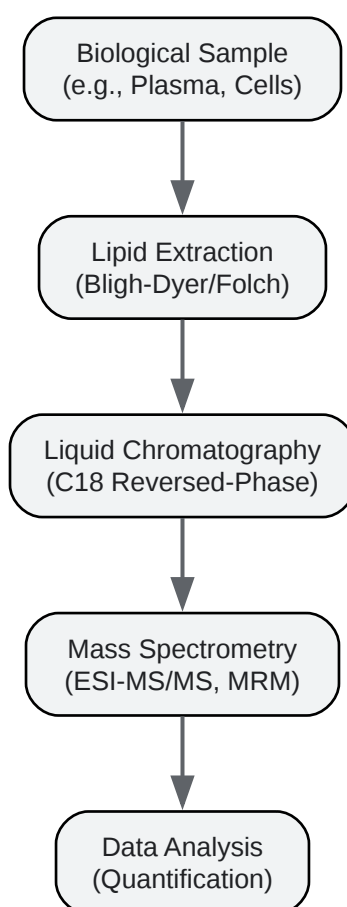 Biological Sample
(e.g., Plasma, Cells)
Lipid Extraction
(Bligh-Dyer/Folch)
Liquid Chromatography
(C18 Reversed-Phase)
Mass Spectrometry
(ESI-MS/MS, MRM)
Data Analysis
(Quantification)